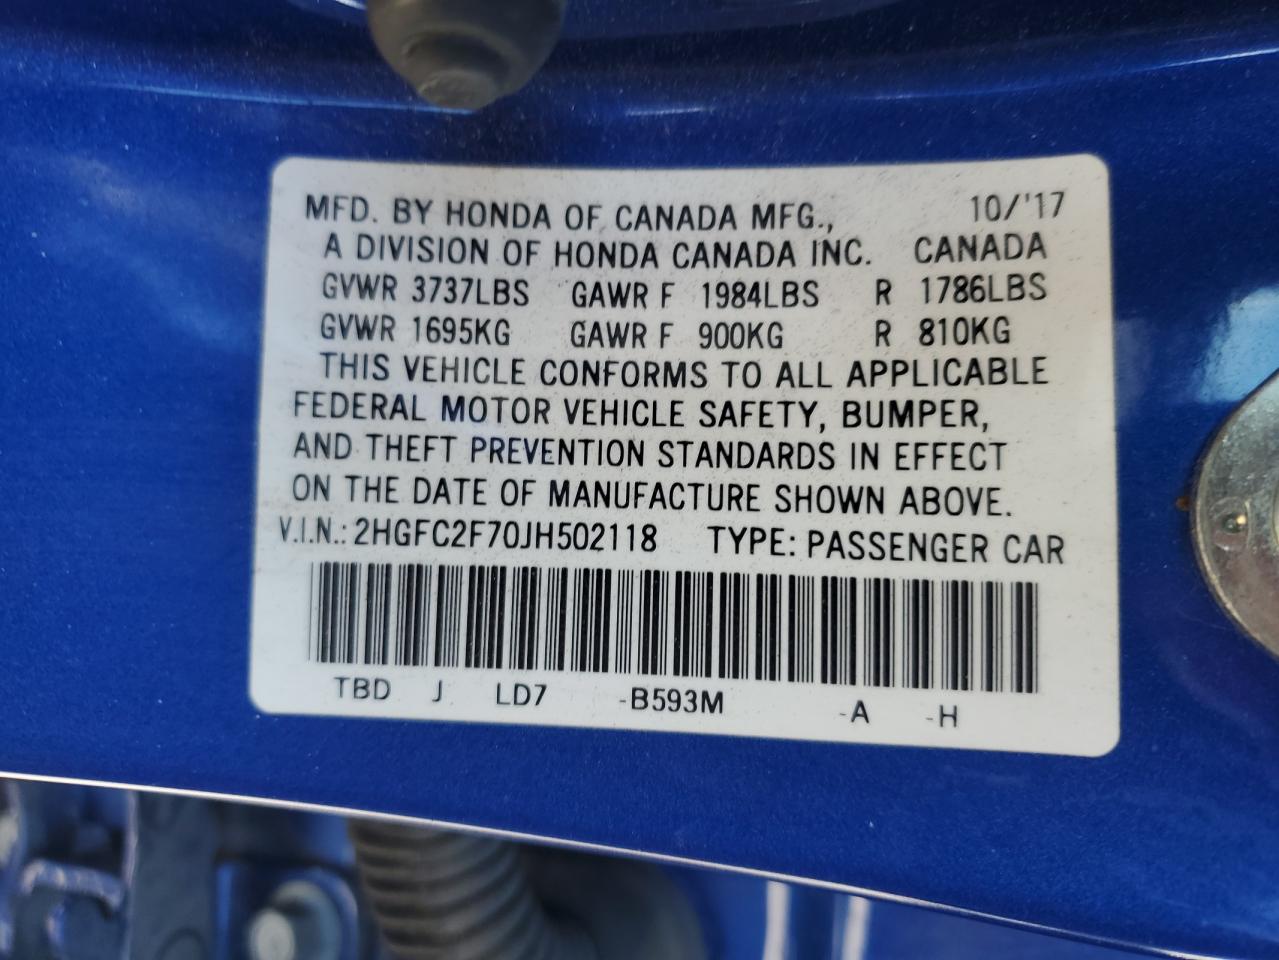 MFD. BY HONDA OF CANADA MFG., 10/'17
A DIVISION OF HONDA CANADA INC. CANADA
GVWR 3737LBS GAWR F 1984LBS R 1786LBS
GVWR 1695KG GAWR F 900KG R 810KG
THIS VEHICLE CONFORMS TO ALL APPLICABLE
FEDERAL MOTOR VEHICLE SAFETY, BUMPER,
AND THEFT PREVENTION STANDARDS IN EFFECT
ON THE DATE OF MANUFACTURE SHOWN ABOVE.
V.I.N.: 2HGFC2F70JH502118 TYPE: PASSENGER CAR
TBD J LD7 -B593M -A -H